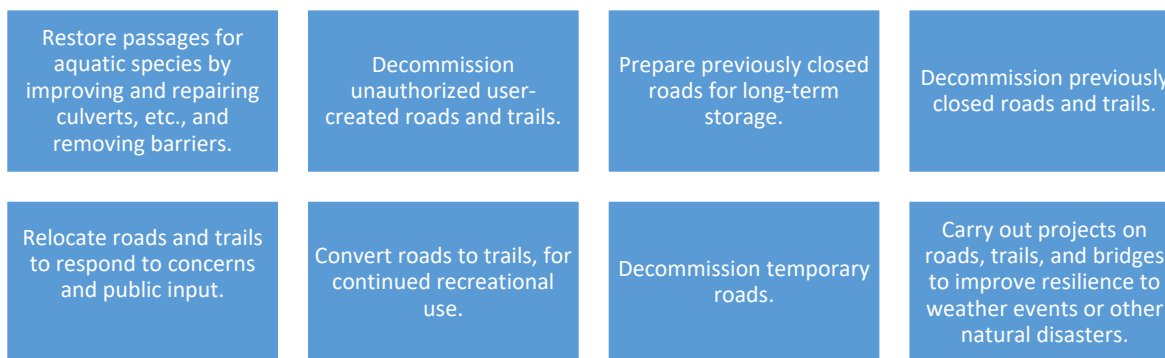 Restore passages for
aquatic species by
improving and repairing
culverts, etc., and
removing barriers.
Decommission
unauthorized user-
created roads and trails.
Prepare previously closed
roads for long-term
storage.
Decommission previously
closed roads and trails.
Relocate roads and trails
to respond to concerns
and public input.
Convert roads to trails, for
continued recreational
use.
Decommission temporary
roads.
Carry out projects on
roads, trails, and bridges
to improve resilience to
weather events or other
natural disasters.